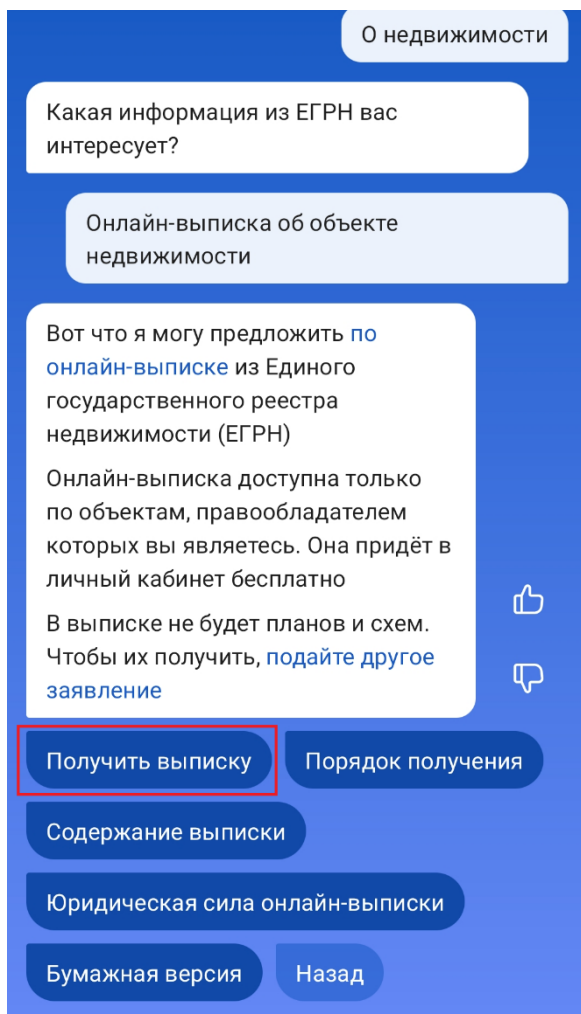 О недвижимости
Какая информация из ЕГРН вас
интересует?
Онлайн-выписка об объекте
недвижимости
Вот что я могу предложить по
онлайн-выписке из Единого
государственного реестра
недвижимости (ЕГРН)
Онлайн-выписка доступна только
по объектам, правообладателем
которых вы являетесь. Она придёт в
личный кабинет бесплатно
В выписке не будет планов и схем.
Чтобы их получить, подайте другое
заявление
Получить выписку
Порядок получения
Содержание выписки
Юридическая сила онлайн-выписки
Бумажная версия
Назад